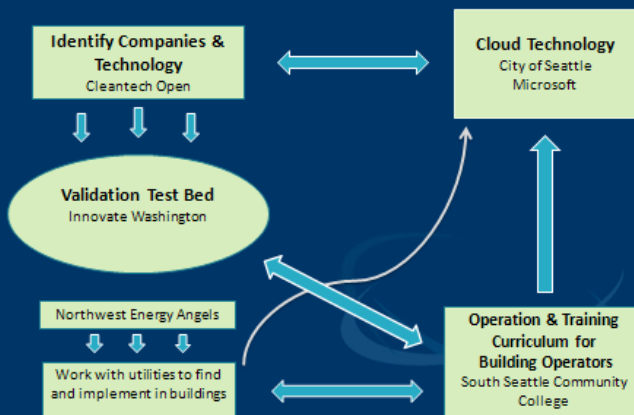 Identify Companies &
Technology
Cleantech Open
Cloud Technology
City of Seattle
Microsoft
Validation Test Bed
Innovate Washington
Northwest Energy Angels
Work with utilities to find
and implement in buildings
Operation & Training
Curriculum for
Building Operators
South Seattle Community
College